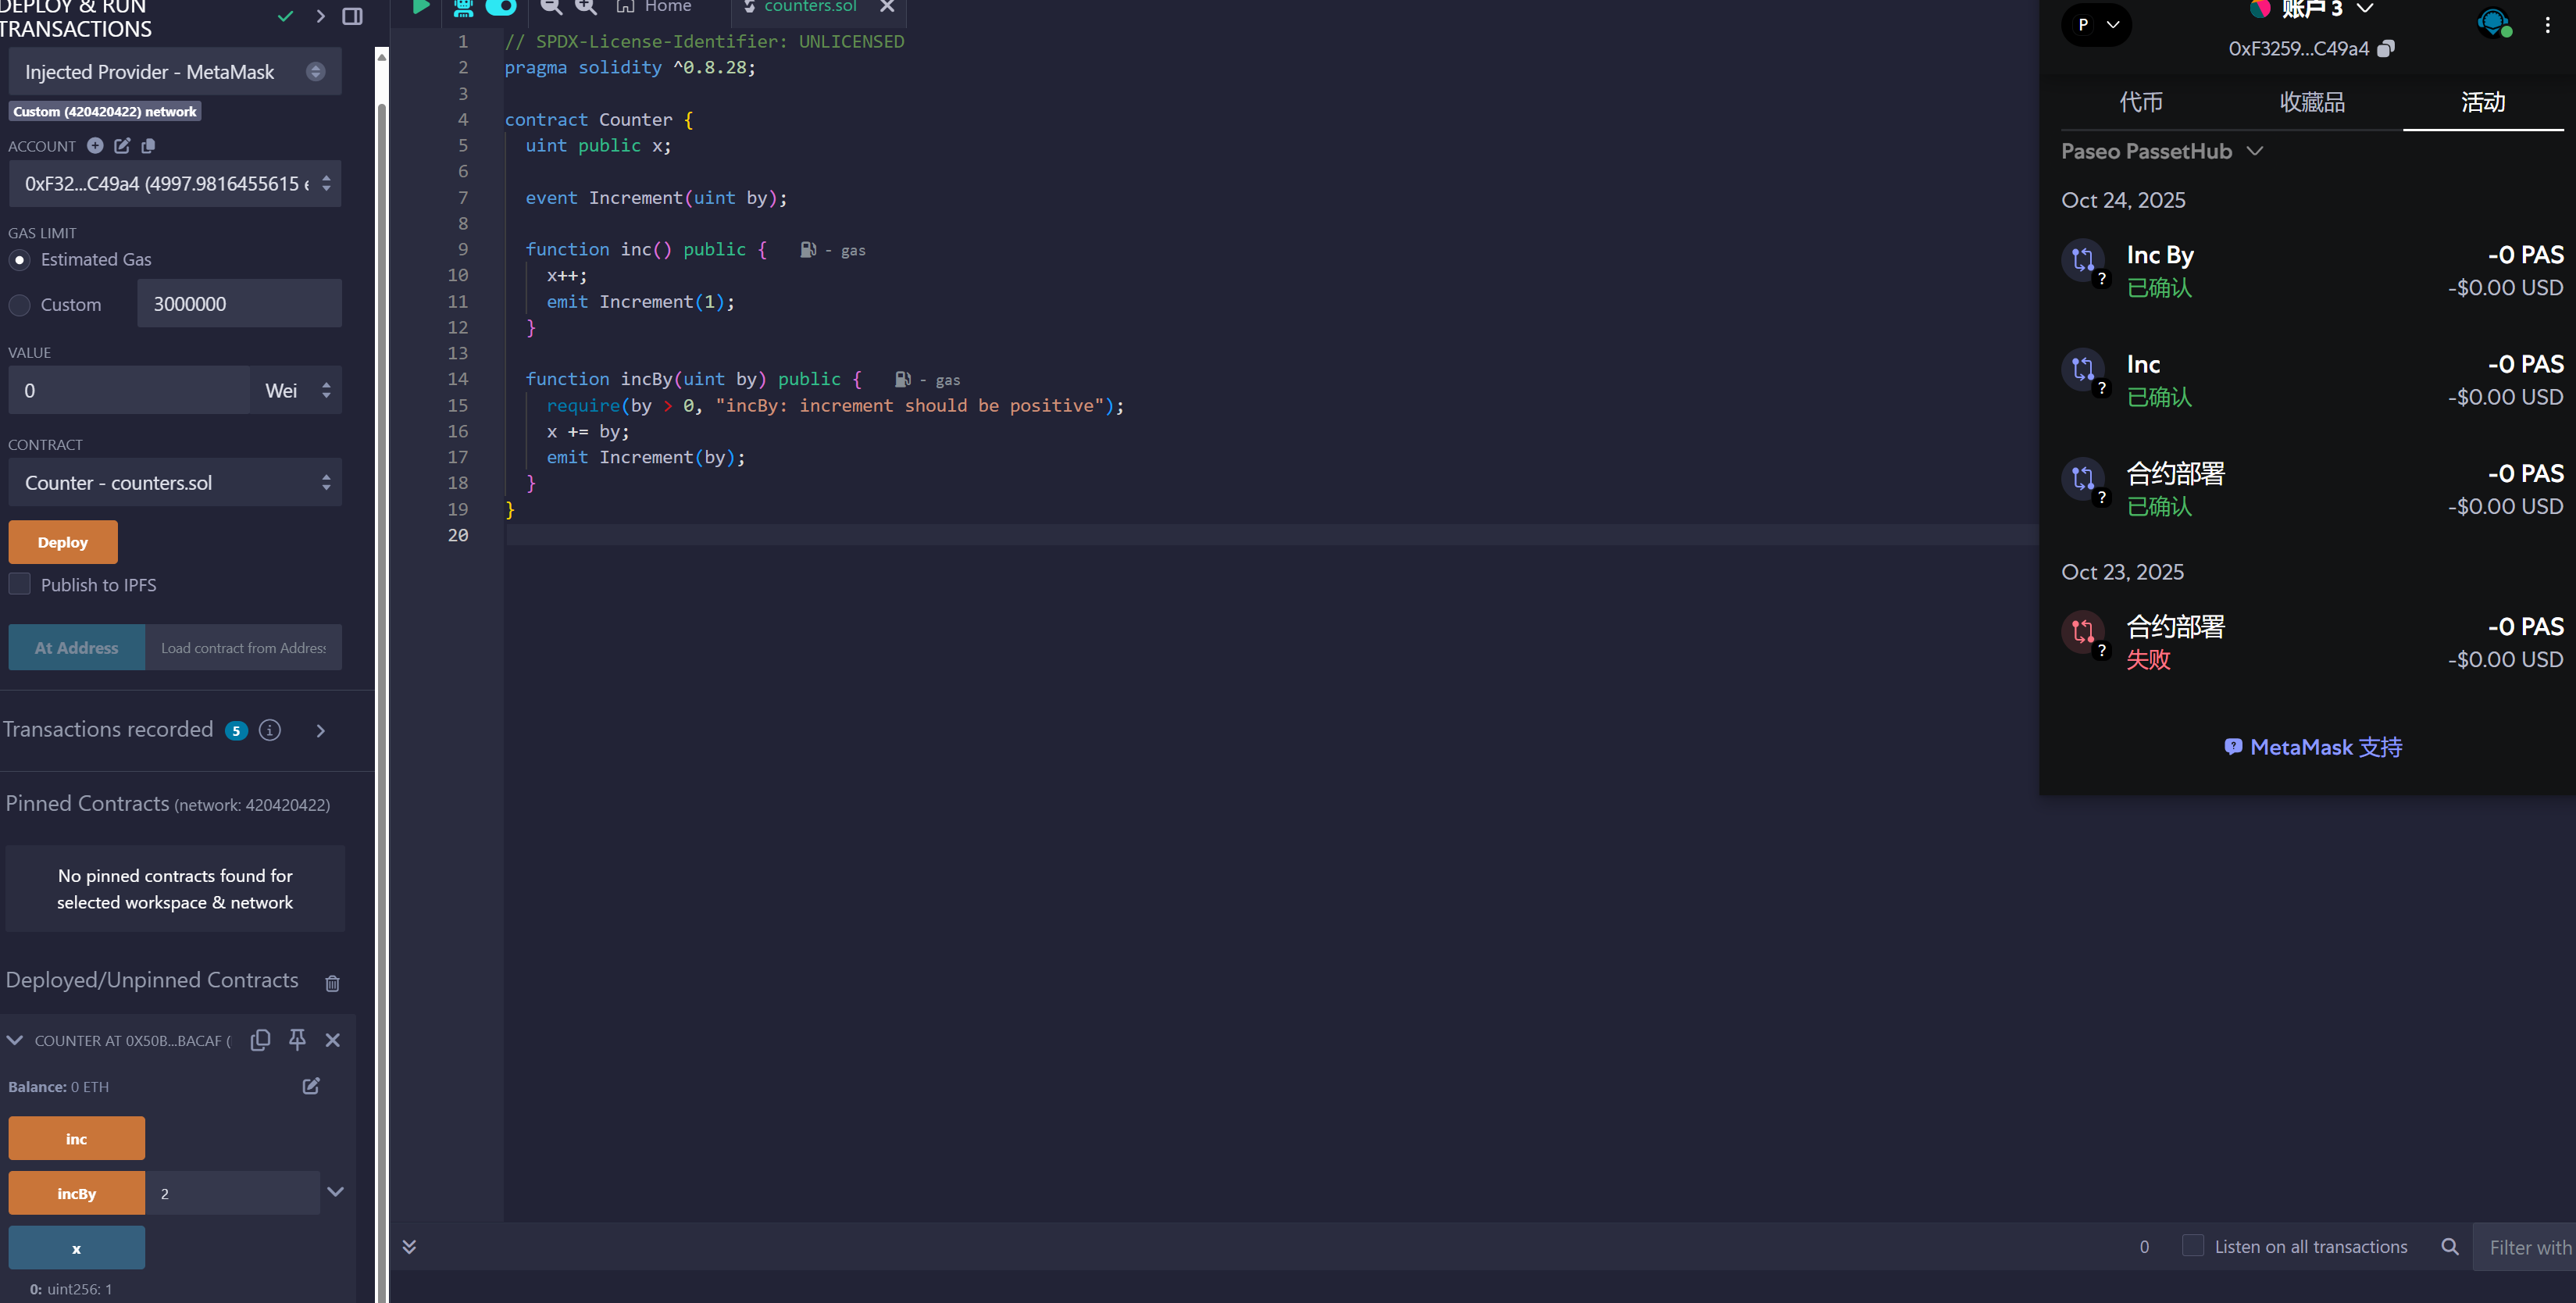 DEPLOY & RUN
TRANSACTIONS
Injected Provider - MetaMask
Custom (420420422) network
ACCOUNT
0xF32...C49a4 (4997.9816455615 e
GAS LIMIT
Estimated Gas
Custom
3000000
VALUE
0
Wei
CONTRACT
Counter - counters.sol
Deploy
Publish to IPFS
At Address
Load contract from Address
Transactions recorded 5
Pinned Contracts (network: 420420422)
No pinned contracts found for
selected workspace & network
Deployed/Unpinned Contracts
COUNTER AT 0X50B...BACAF (
Balance: 0 ETH
inc
incBy 2
x
0: uint256: 1
Home
counters.sol
1 // SPDX-License-Identifier: UNLICENSED
2 pragma solidity ^0.8.28;
3
4 contract Counter {
5 uint public x;
6
7 event Increment(uint by);
8
9 function inc() public { - gas
10 x++;
11 emit Increment(1);
12 }
13
14 function incBy(uint by) public { - gas
15 require(by > 0, "incBy: increment should be positive");
16 x += by;
17 emit Increment(by);
18 }
19 }
20
0
Listen on all transactions
Filter with
P
账户 3
0xF3259...C49a4
代币 收藏品 活动
Paseo PassetHub
Oct 24, 2025
Inc By -0 PAS
已确认 -$0.00 USD
Inc -0 PAS
已确认 -$0.00 USD
合约部署 -0 PAS
已确认 -$0.00 USD
Oct 23, 2025
合约部署 -0 PAS
失败 -$0.00 USD
MetaMask 支持